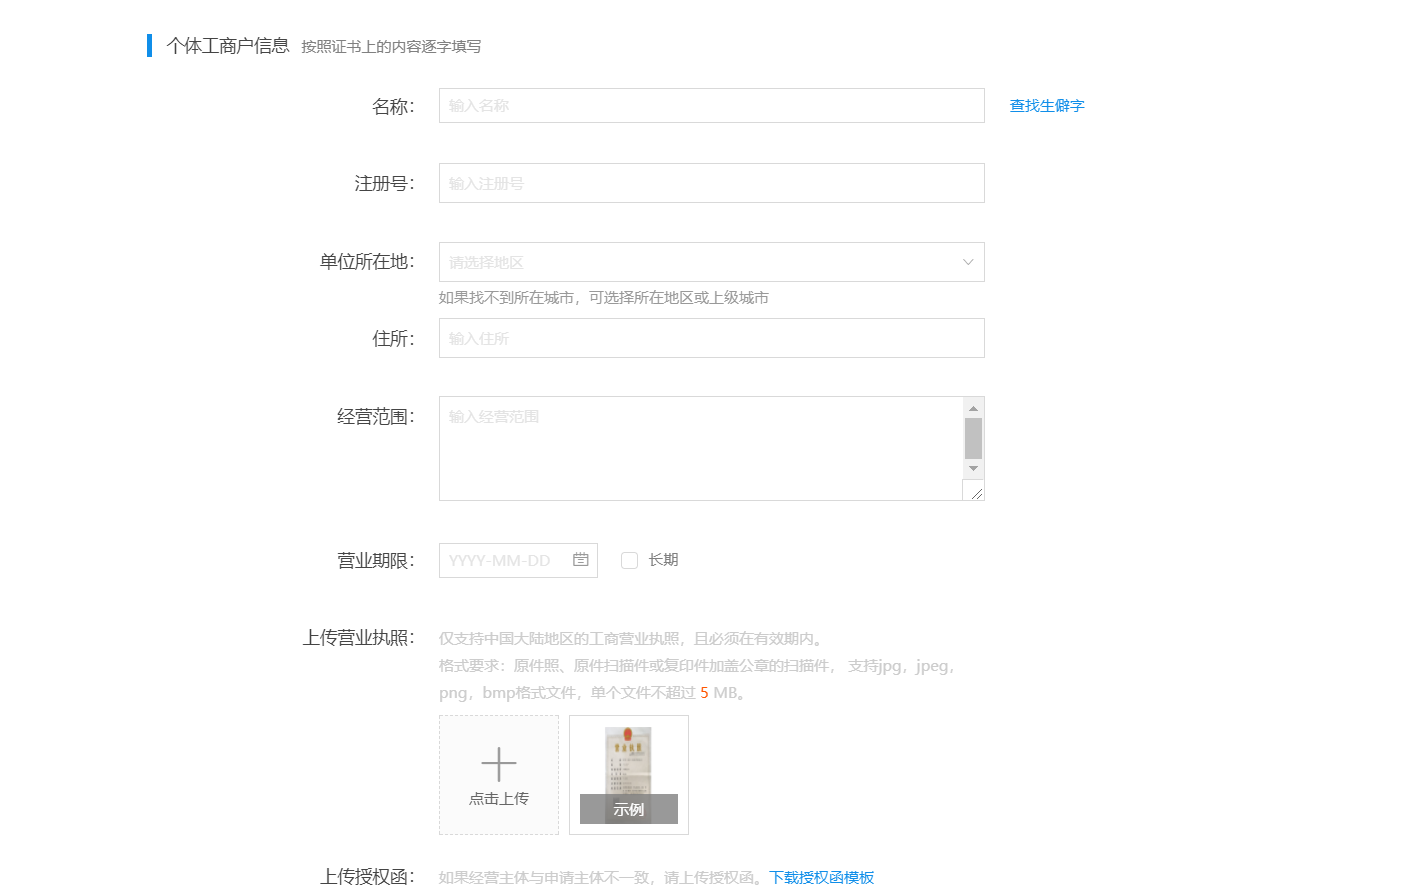 个体工商户信息 按照证书上的内容逐字填写
名称： 输入名称 查找生僻字
注册号： 输入注册号
单位所在地： 请选择地区
如果找不到所在城市，可选择所在地区或上级城市
住所： 输入住所
经营范围： 输入经营范围
营业期限： YYYY-MM-DD 长期
上传营业执照： 仅支持中国大陆地区的工商营业执照，且必须在有效期内。
格式要求：原件照、原件扫描件或复印件加盖公章的扫描件， 支持jpg，jpeg，
png，bmp格式文件，单个文件不超过 5 MB。
营业执照
点击上传 示例
上传授权函： 如果经营主体与申请主体不一致，请上传授权函。下载授权函模板